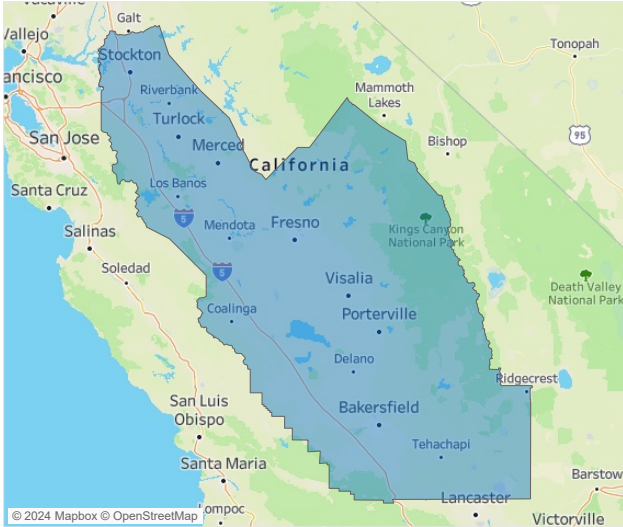 Vacaville
Galt
Vallejo
Stockton
Tonopah
ancisco
Riverbank
Mammoth
Lakes
Turlock
95
San Jose
Merced
Bishop
California
Los Banos
Santa Cruz
5
Mendota
Fresno
Kings Canyon
National Park
Salinas
Soledad
5
Visalia
Death Valley
National Park
Coalinga
Porterville
Delano
Ridgecrest
San Luis
Obispo
Bakersfield
Tehachapi
Santa Maria
Barstow
Lancaster
Lompoc
© 2024 Mapbox © OpenStreetMap
Victorville